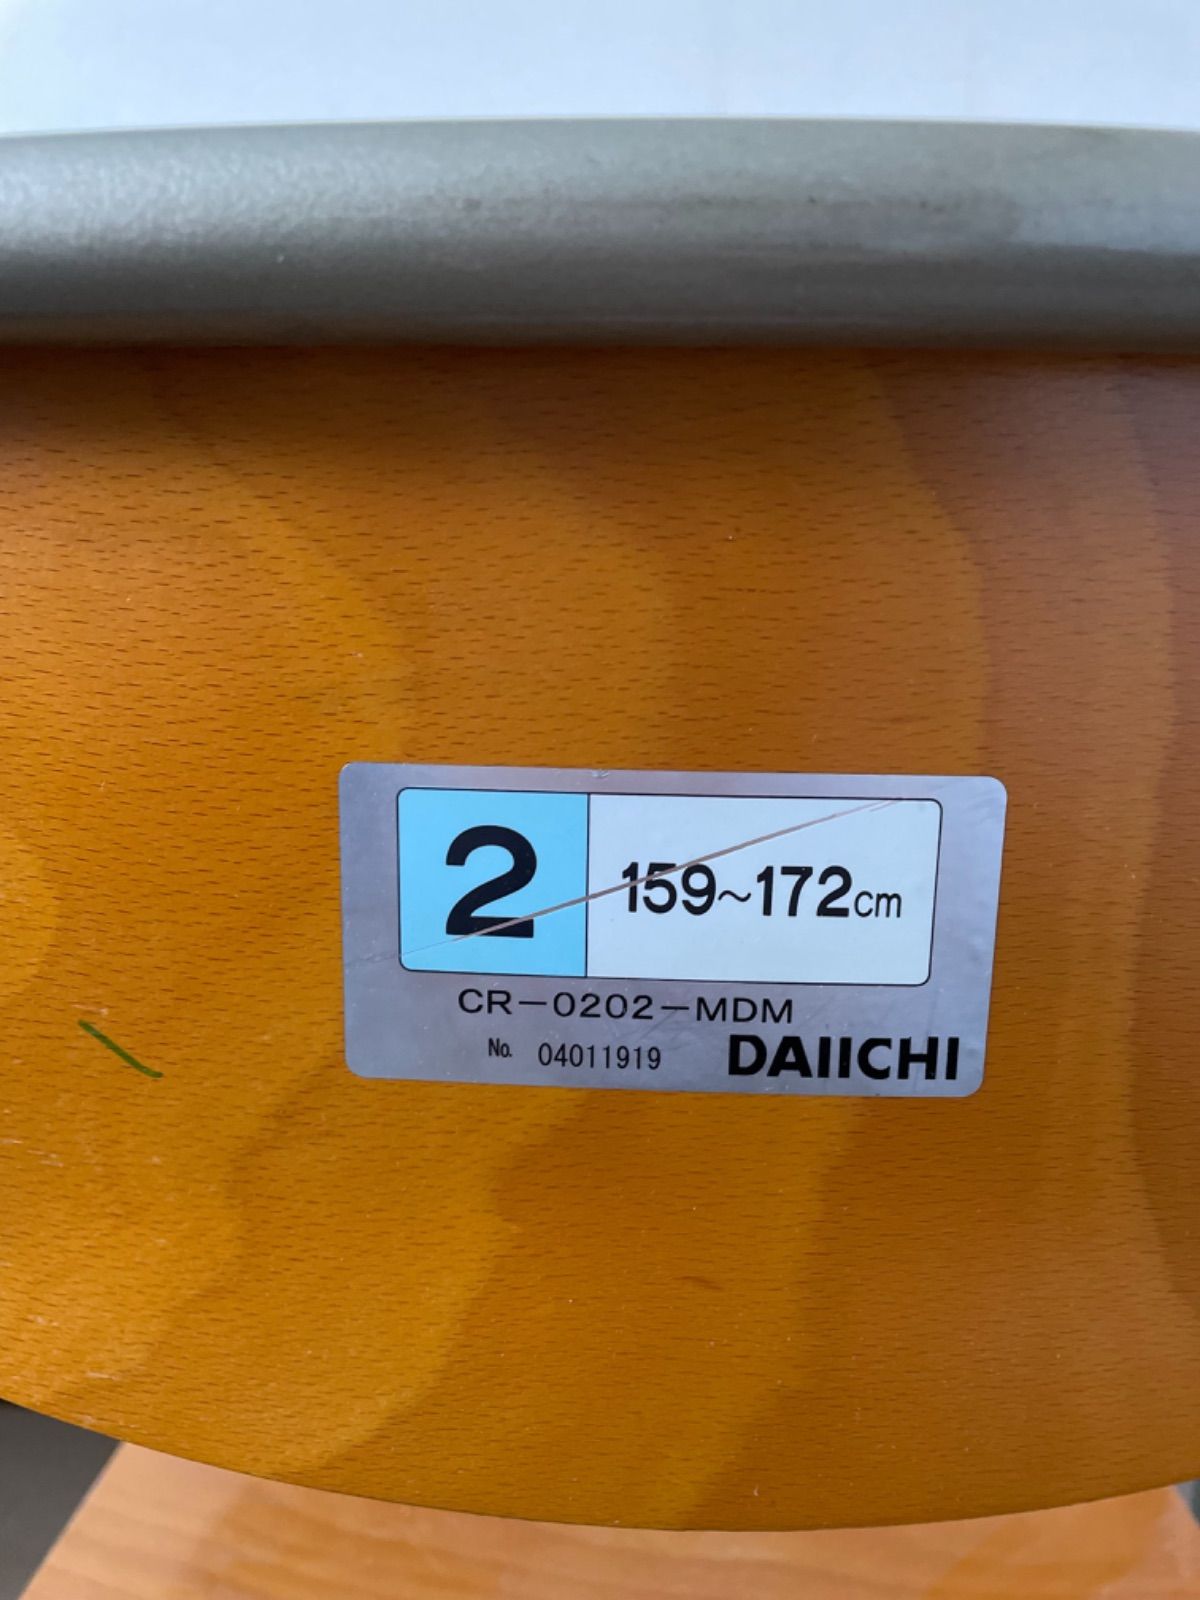 2 159~172cm
CR-0202-MDM
No. 04011919 DAIICHI